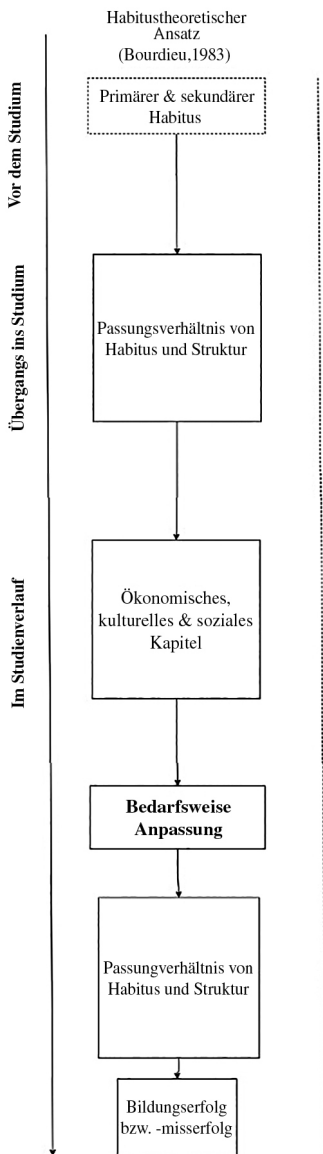 Habitustheoretischer
Ansatz
(Bourdieu,1983)
Vor dem Studium
Primärer & sekundärer
Habitus
Übergangs ins Studium
Passungsverhältnis von
Habitus und Struktur
Im Studienverlauf
Ökonomisches,
kulturelles & soziales
Kapitel
Bedarfsweise
Anpassung
Passungverhältnis von
Habitus und Struktur
Bildungserfolg
bzw. -misserfolg